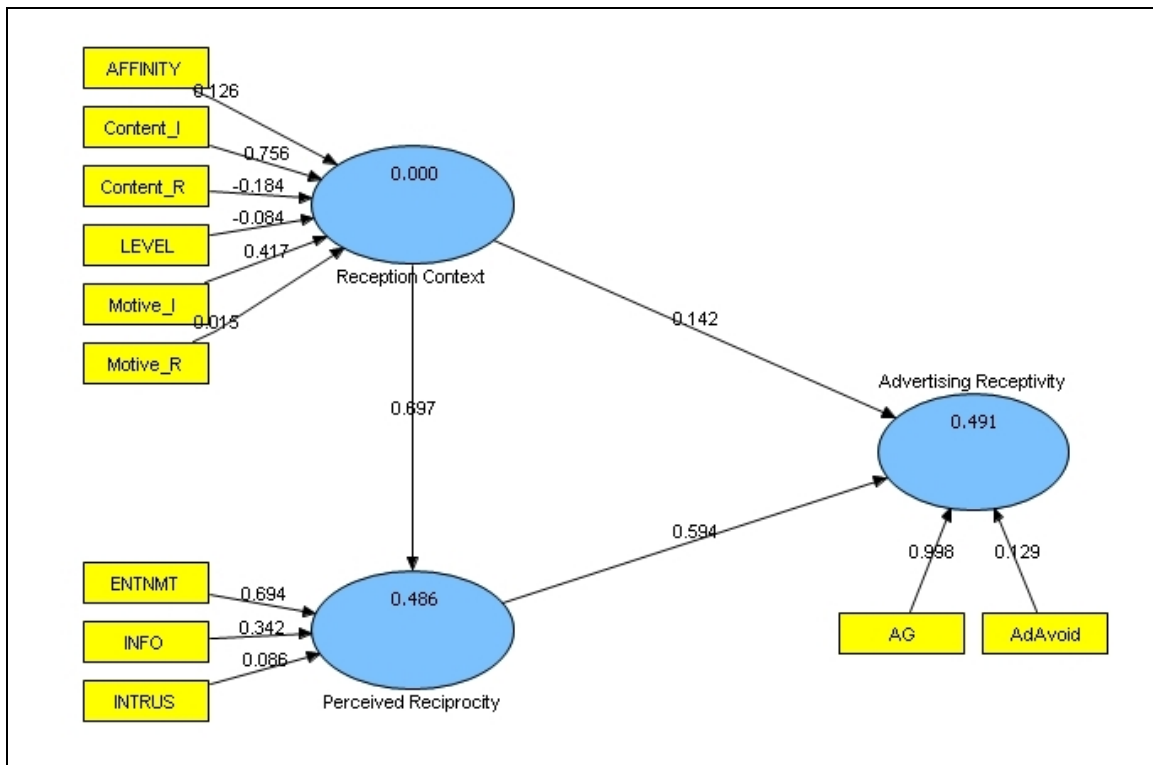 AFFINITY
0.126
Content_I
0.756
Content_R
-0.184
LEVEL
-0.084
Motive_I
0.417
Motive_R
0.015
0.000
Reception Context
0.142
0.697
Advertising Receptivity
0.491
0.594
ENTNMT
0.694
INFO
0.342
INTRUS
0.086
0.486
Perceived Reciprocity
0.998
0.129
AG
AdAvoid